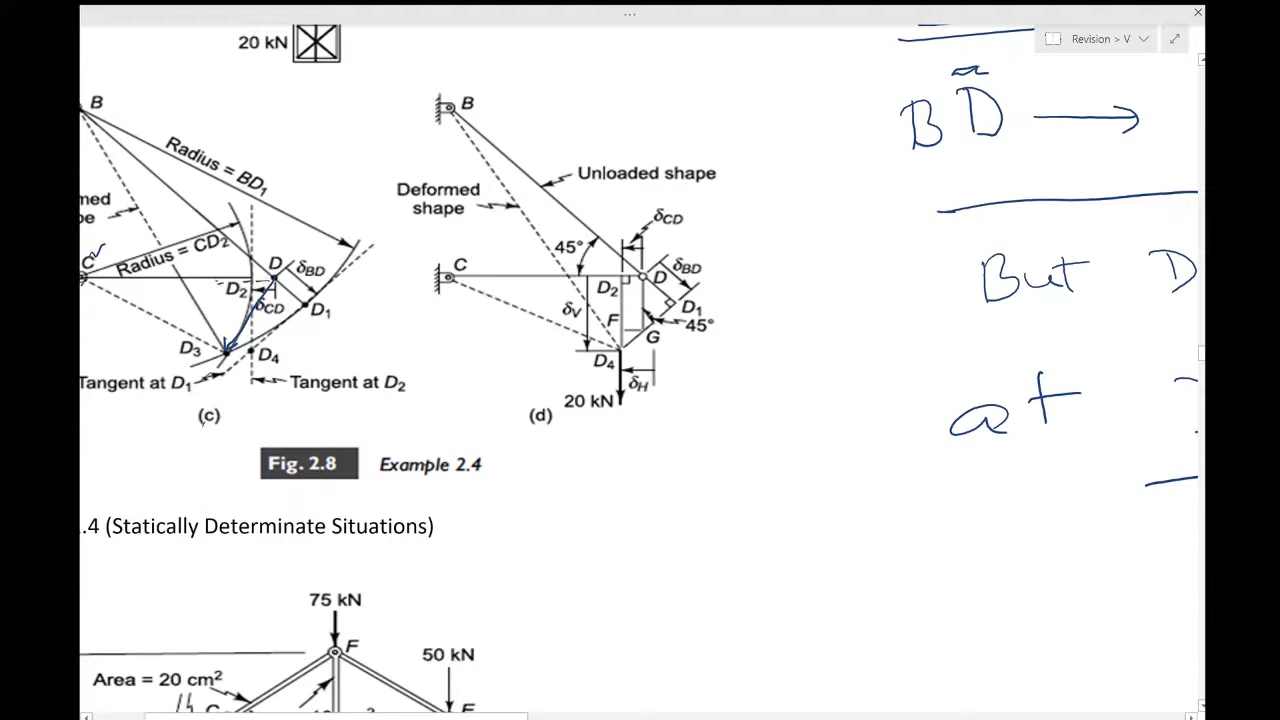 Revision > V
20 kN
B
Radius = BD1
med
pe
C
Radius = CD2
D
δBD
D2
δCD
D1
D3
D4
Tangent at D1
Tangent at D2
(c)
B
Unloaded shape
Deformed
shape
δCD
45°
C
D
δBD
D2
D1
δV
F
45°
G
D4
δH
20 kN
(d)
Fig. 2.8 Example 2.4
.4 (Statically Determinate Situations)
75 kN
F
50 kN
Area = 20 cm²
B D →
But D
at